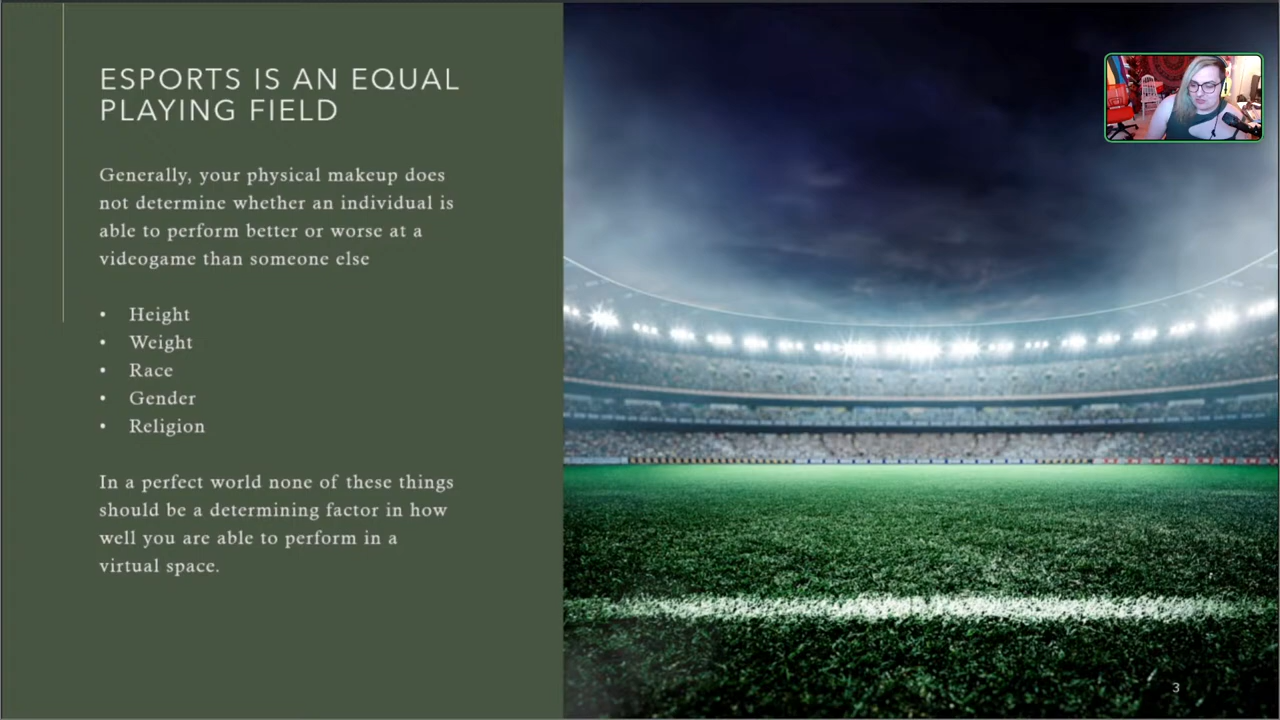 ESPORTS IS AN EQUAL
PLAYING FIELD
Generally, your physical makeup does
not determine whether an individual is
able to perform better or worse at a
videogame than someone else
• Height
• Weight
• Race
• Gender
• Religion
In a perfect world none of these things
should be a determining factor in how
well you are able to perform in a
virtual space.
3